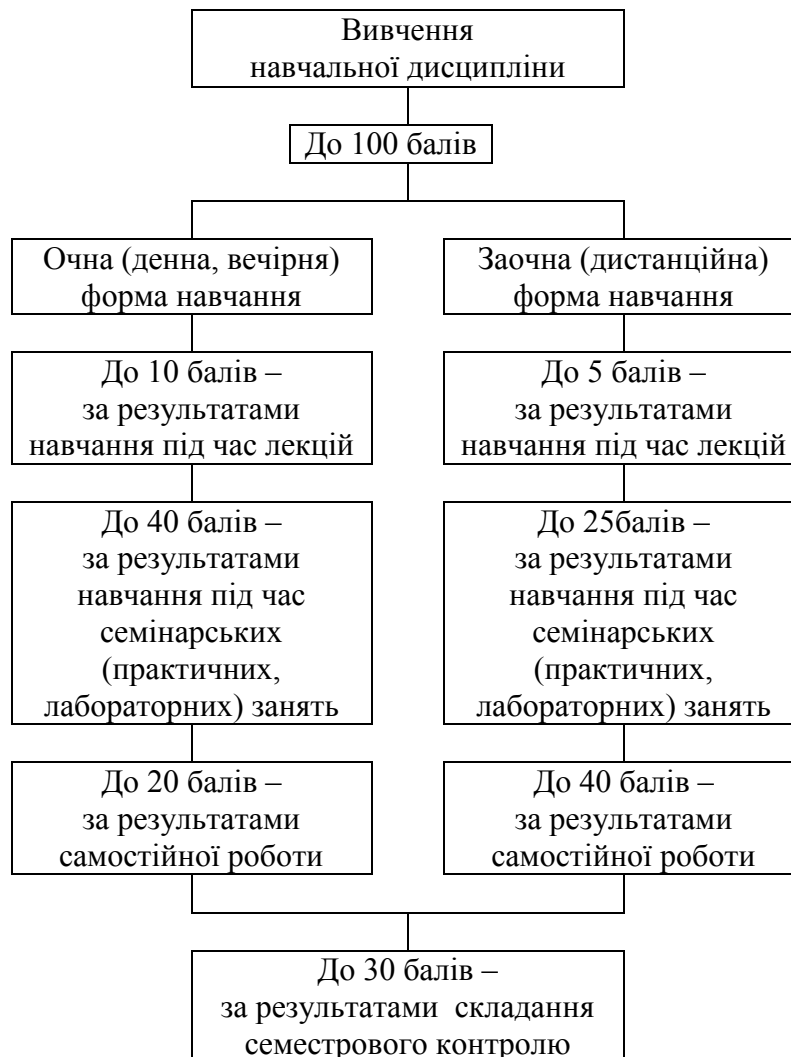 Вивчення
навчальної дисципліни
До 100 балів
Очна (денна, вечірня)
форма навчання
До 10 балів –
за результатами
навчання під час лекцій
До 40 балів –
за результатами
навчання під час
семінарських
(практичних,
лабораторних) занять
До 20 балів –
за результатами
самостійної роботи
Заочна (дистанційна)
форма навчання
До 5 балів –
за результатами
навчання під час лекцій
До 25балів –
за результатами
навчання під час
семінарських
(практичних,
лабораторних) занять
До 40 балів –
за результатами
самостійної роботи
До 30 балів –
за результатами складання
семестрового контролю